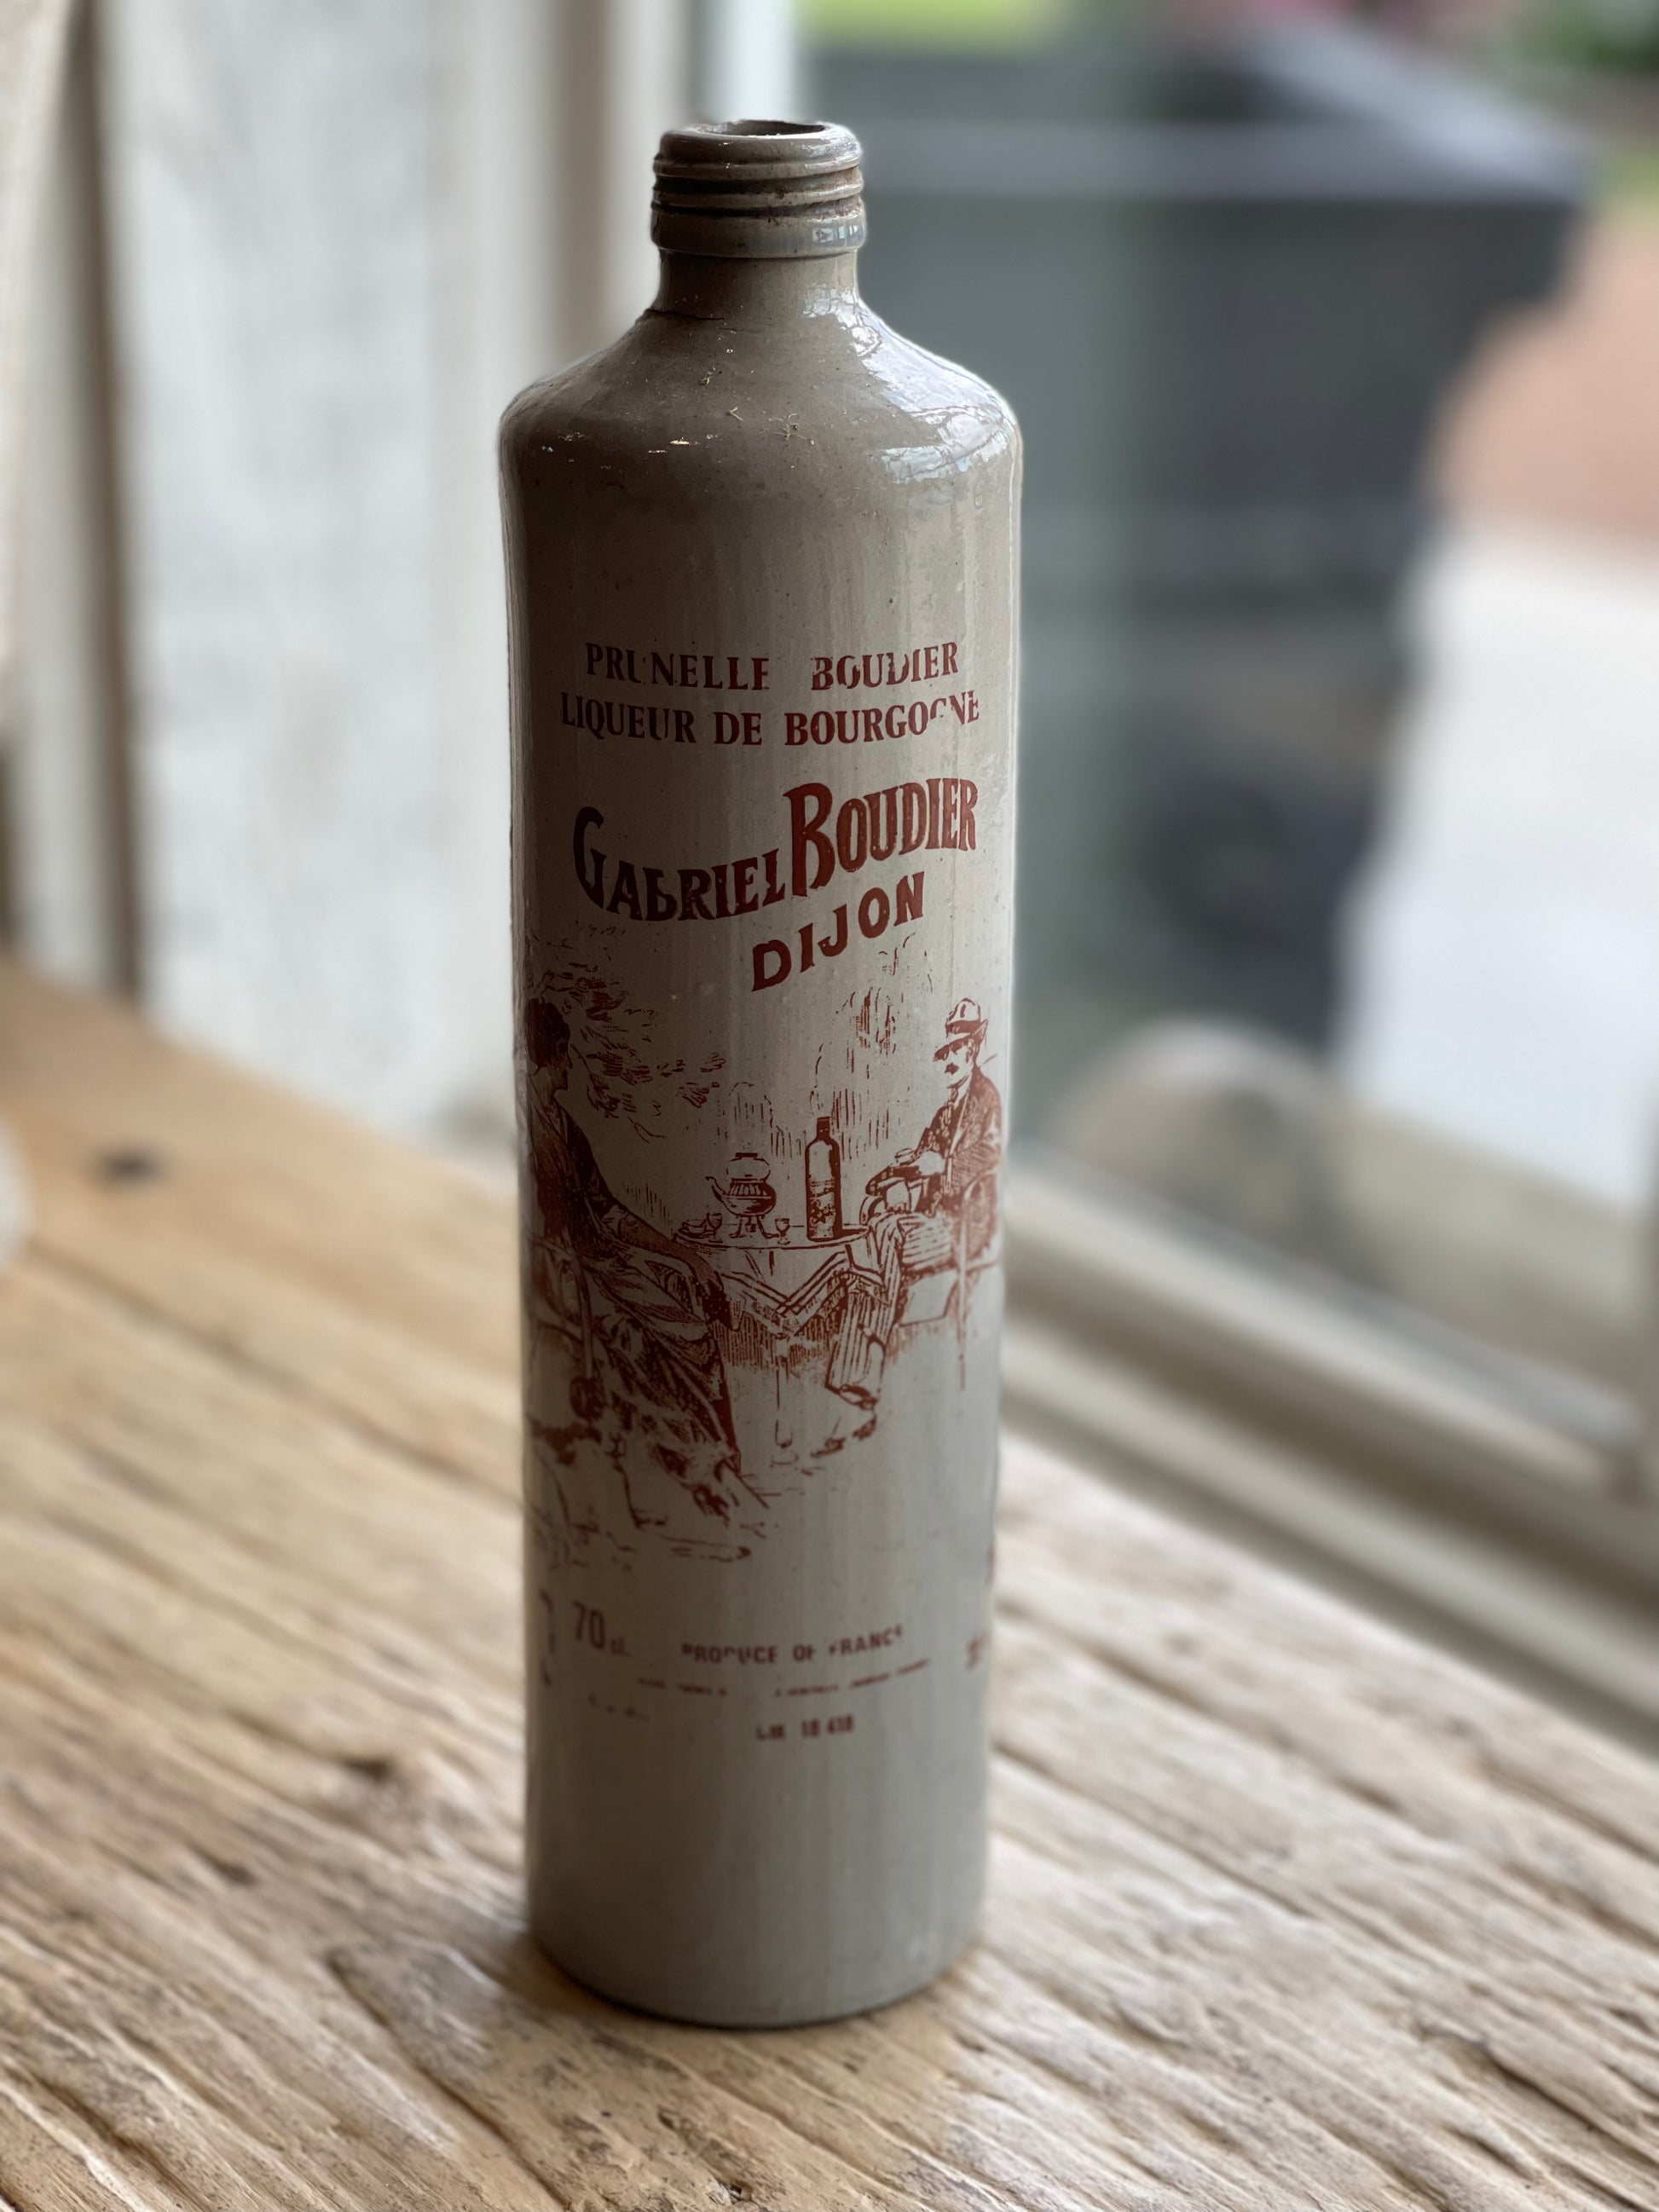 PRUNELLE BOUDIER
LIQUEUR DE BOURGOGNE
GABRIEL BOUDIER
DIJON
70 cl.
PRODUCE OF FRANCE